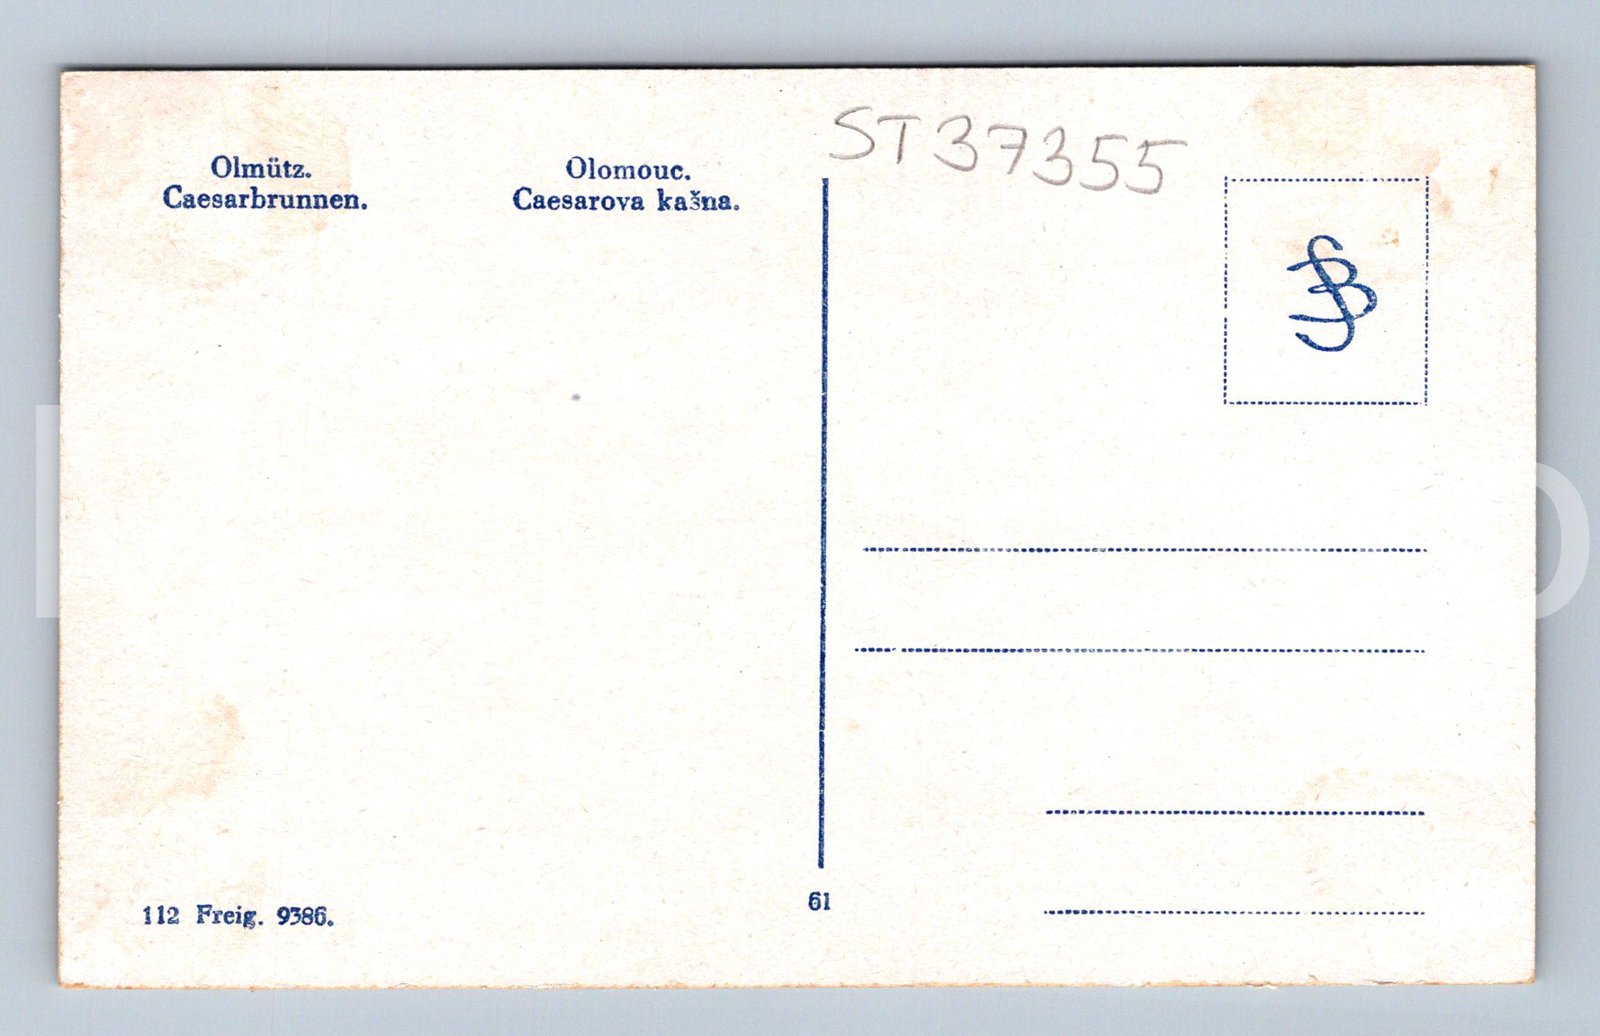 Olmütz.
Caesarbrunnen.
Olomouc.
Caesarova kašna.
ST37355
112 Freig. 9386.
61